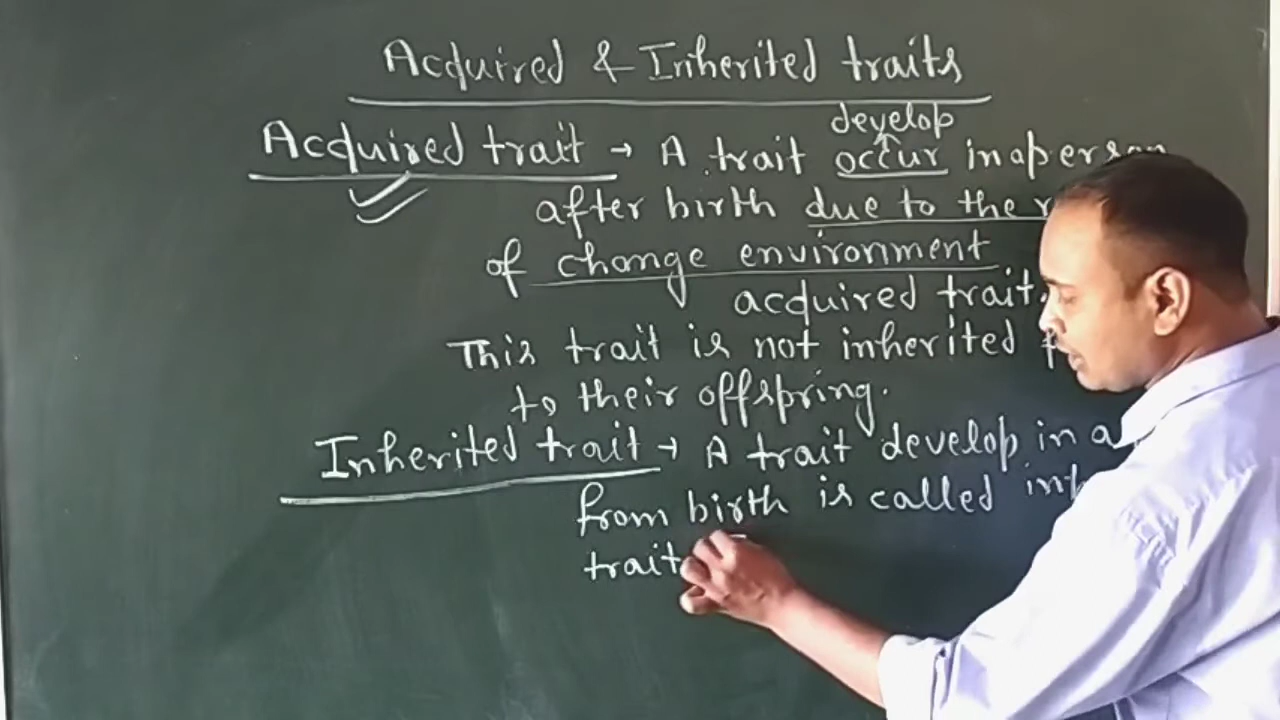 Acquired & Inherited traits
develop
Acquired trait → A trait occur in a person
after birth due to the
of change environment
acquired trait.
This trait is not inherited
to their offspring.
Inherited trait → A trait develop in a
from birth is called
trait